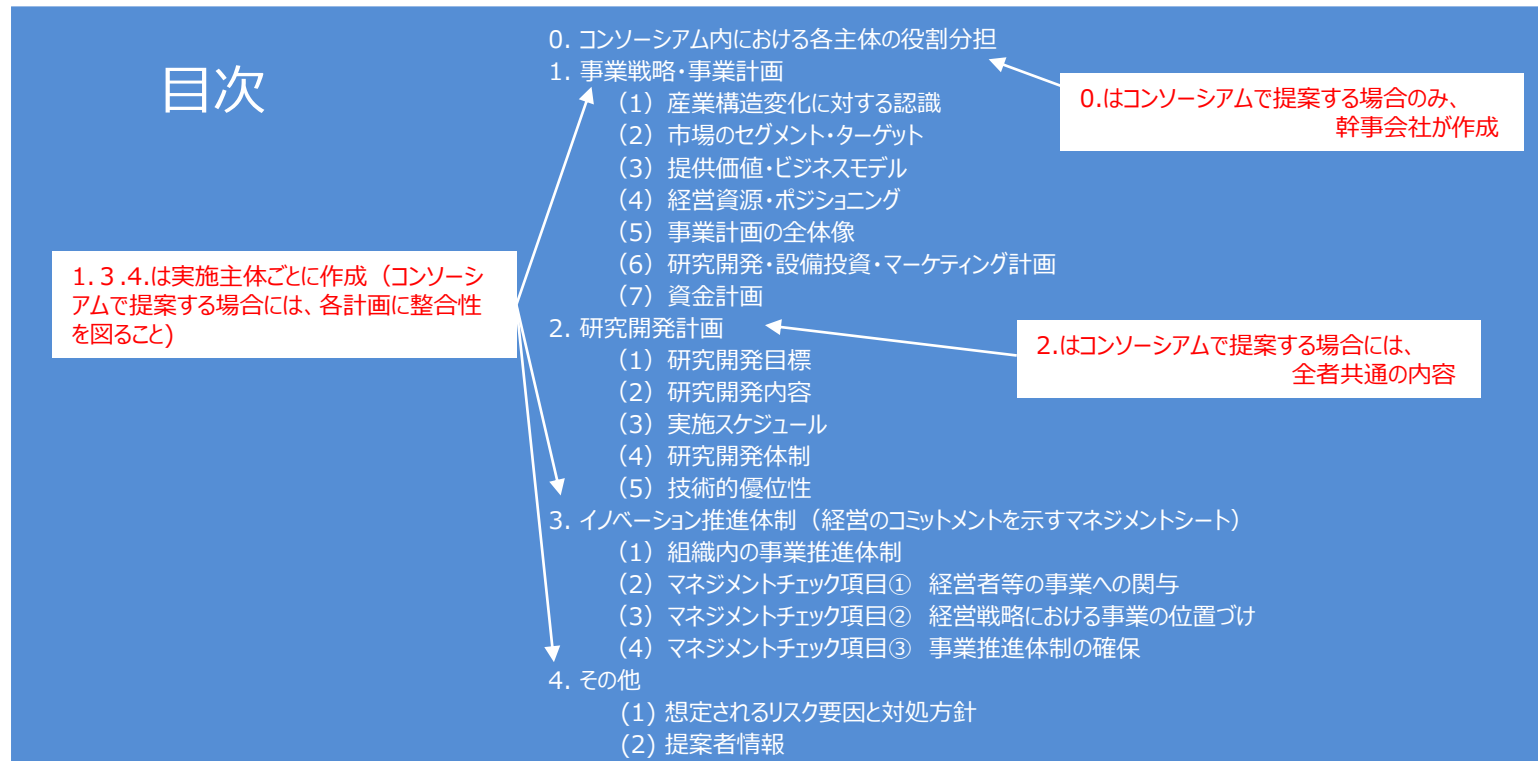 目次
0. コンソーシアム内における各主体の役割分担
1. 事業戦略・事業計画
（1）産業構造変化に対する認識
（2）市場のセグメント・ターゲット
（3）提供価値・ビジネスモデル
（4）経営資源・ポジショニング
（5）事業計画の全体像
（6）研究開発・設備投資・マーケティング計画
（7）資金計画
2. 研究開発計画
（1）研究開発目標
（2）研究開発内容
（3）実施スケジュール
（4）研究開発体制
（5）技術的優位性
3. イノベーション推進体制（経営のコミットメントを示すマネジメントシート）
（1）組織内の事業推進体制
（2）マネジメントチェック項目① 経営者等の事業への関与
（3）マネジメントチェック項目② 経営戦略における事業の位置づけ
（4）マネジメントチェック項目③ 事業推進体制の確保
4. その他
(1) 想定されるリスク要因と対処方針
(2) 提案者情報
0.はコンソーシアムで提案する場合のみ、
幹事会社が作成
1.３.4.は実施主体ごとに作成（コンソーシ
アムで提案する場合には、各計画に整合性
を図ること)
2.はコンソーシアムで提案する場合には、
全者共通の内容